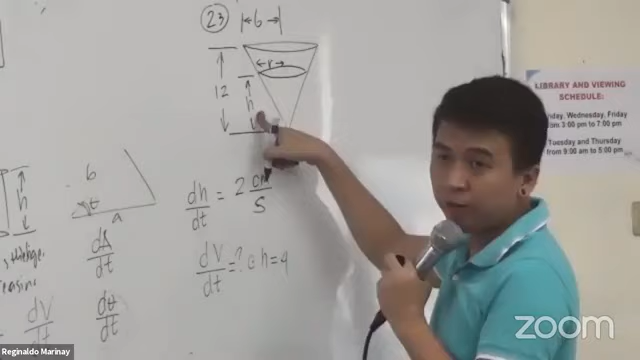 23
6
r
12
h
dh/dt = 2 cm/s
dV/dt = ? @ h = 4
6
θ
a
h
dA/dt
dθ/dt
dV/dt
LIBRARY AND VIEWING
SCHEDULE:
Wednesday, Friday
from 3:00 pm to 7:00 pm
Tuesday and Thursday
from 9:00 am to 5:00 pm
Reginaldo Marinay
zoom